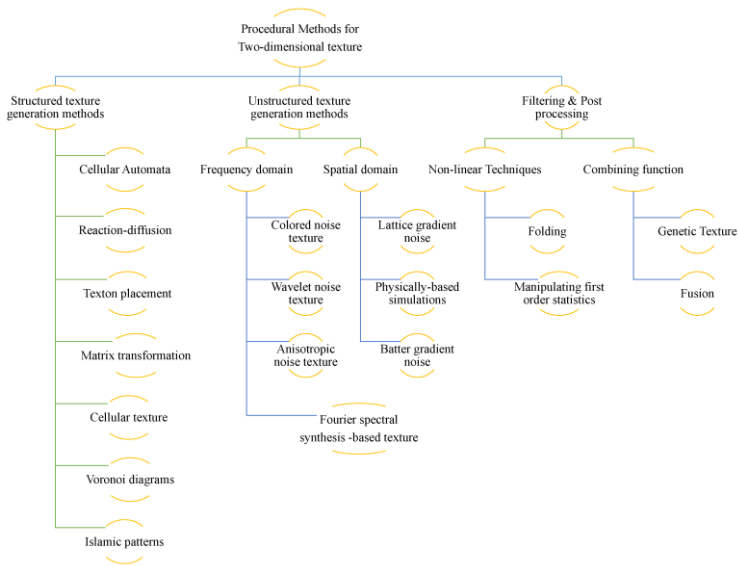 Procedural Methods for
Two-dimensional texture
Structured texture
generation methods
Unstructured texture
generation methods
Filtering & Post
processing
Cellular Automata
Reaction-diffusion
Texton placement
Matrix transformation
Cellular texture
Voronoi diagrams
Islamic patterns
Frequency domain
Spatial domain
Colored noise
texture
Wavelet noise
texture
Anisotropic
noise texture
Fourier spectral
synthesis -based texture
Lattice gradient
noise
Physically-based
simulations
Batter gradient
noise
Non-linear Techniques
Combining function
Folding
Manipulating first
order statistics
Genetic Texture
Fusion